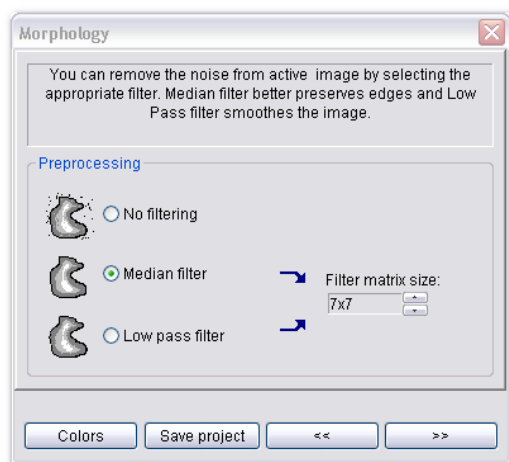 Morphology
You can remove the noise from active image by selecting the
appropriate filter. Median filter better preserves edges and Low
Pass filter smoothes the image.
Preprocessing
No filtering
Median filter
Filter matrix size:
7x7
Low pass filter
Colors
Save project
<<
>>